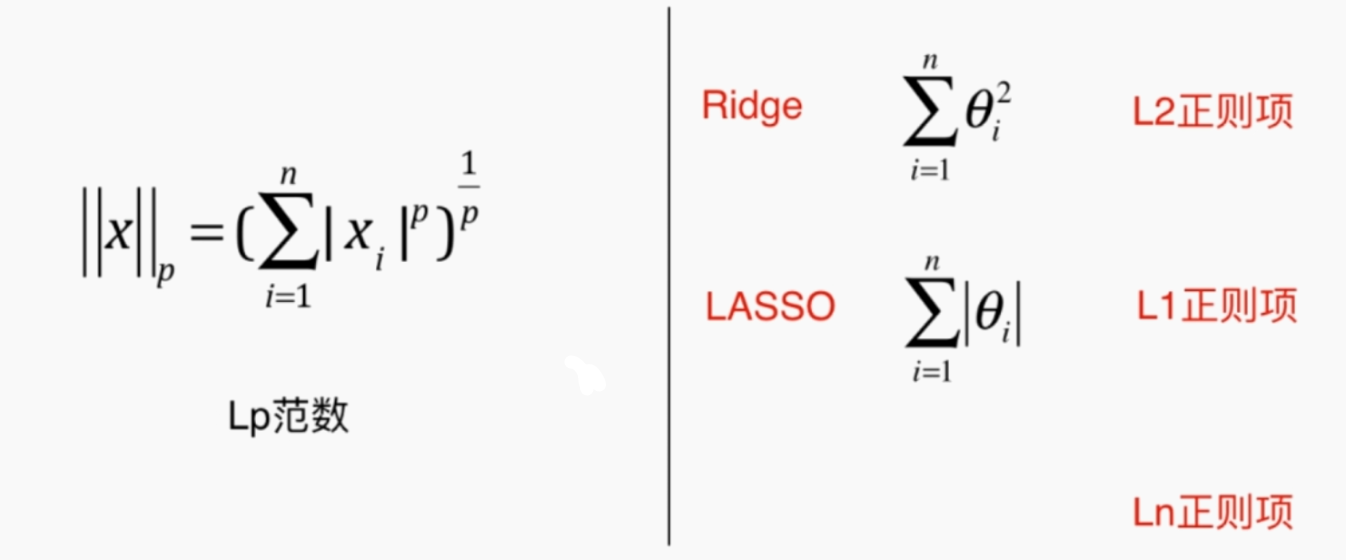 ||x||_p = (∑_{i=1}^{n} |x_i|^p)^{1/p}
Lp范数
Ridge ∑_{i=1}^{n} θ_i^2 L2正则项
LASSO ∑_{i=1}^{n} |θ_i| L1正则项
Ln正则项